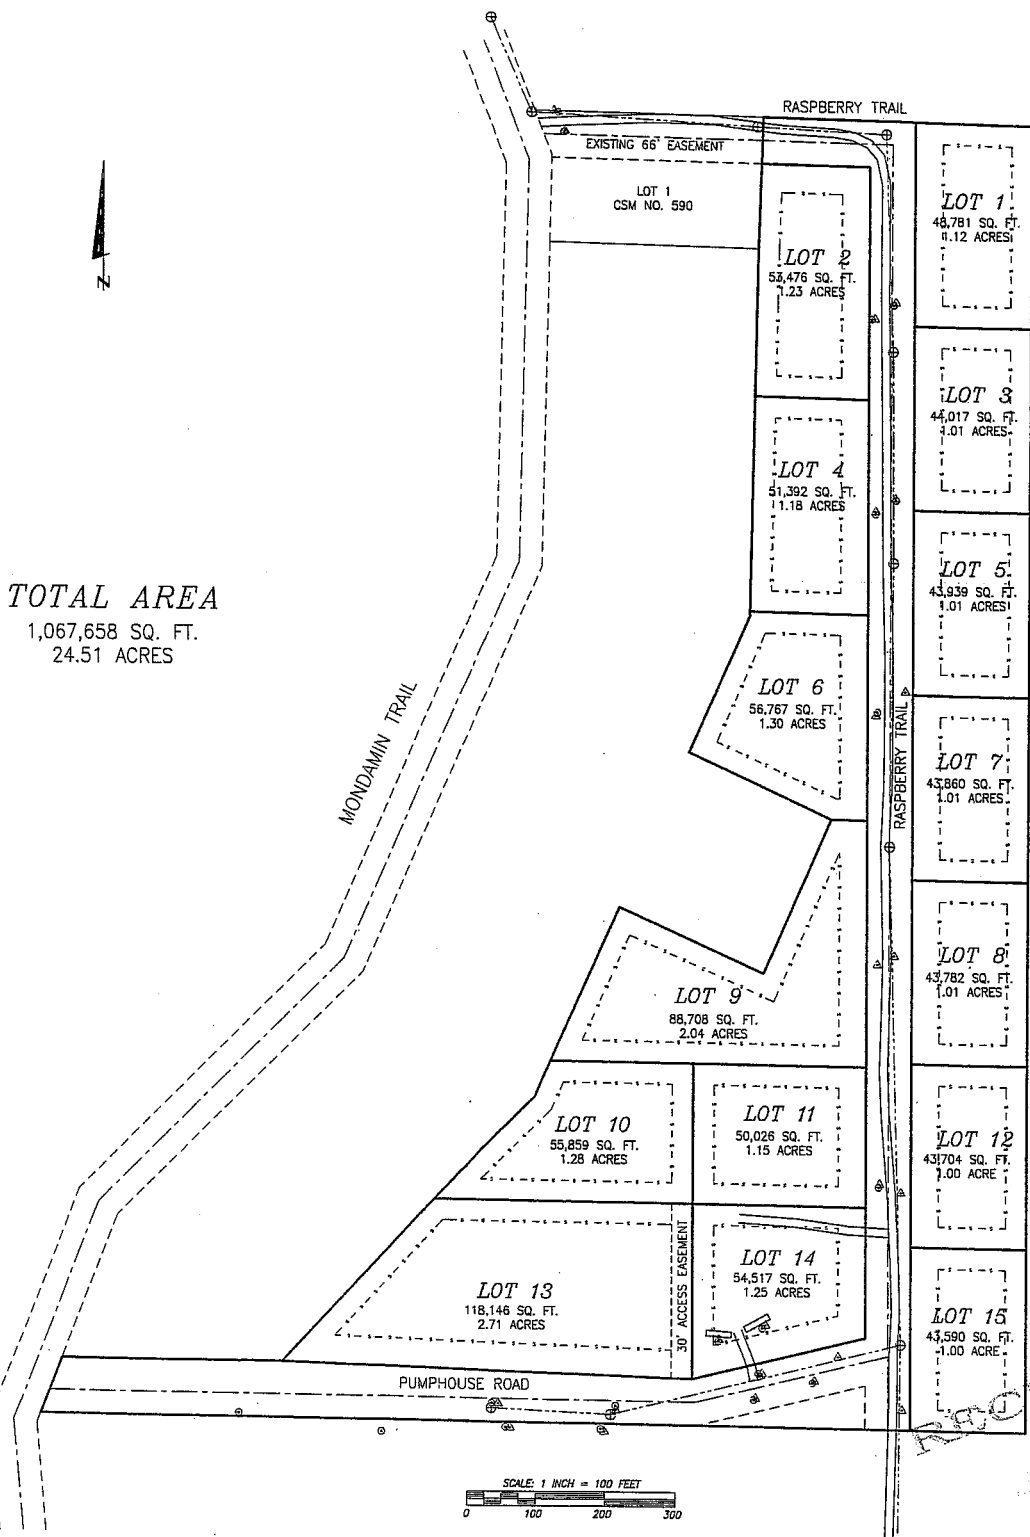 RASPBERRY TRAIL
EXISTING 66' EASEMENT
LOT 1
CSM NO. 590
N
LOT 1
48,781 SQ. FT.
1.12 ACRES
LOT 2
53,476 SQ. FT.
1.23 ACRES
LOT 3
44,017 SQ. FT.
1.01 ACRES
LOT 4
51,392 SQ. FT.
1.18 ACRES
LOT 5
43,939 SQ. FT.
1.01 ACRES
TOTAL AREA
1,067,658 SQ. FT.
24.51 ACRES
MONDAMIN TRAIL
LOT 6
56,767 SQ. FT.
1.30 ACRES
RASPBERRY TRAIL
LOT 7
43,860 SQ. FT.
1.01 ACRES
LOT 8
43,782 SQ. FT.
1.01 ACRES
LOT 9
88,708 SQ. FT.
2.04 ACRES
LOT 10
55,859 SQ. FT.
1.28 ACRES
LOT 11
50,026 SQ. FT.
1.15 ACRES
LOT 12
43,704 SQ. FT.
1.00 ACRE
LOT 13
118,146 SQ. FT.
2.71 ACRES
30' ACCESS EASEMENT
LOT 14
54,517 SQ. FT.
1.25 ACRES
LOT 15
43,590 SQ. FT.
1.00 ACRE
PUMPHOUSE ROAD
SCALE: 1 INCH = 100 FEET
0 100 200 300